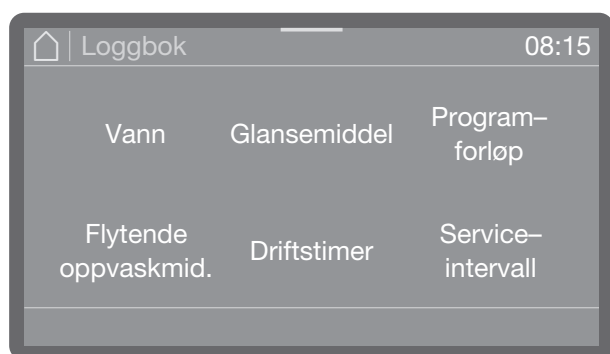 Loggbok 08:15
Vann Glansemiddel Program–
forløp
Flytende
oppvaskmid. Driftstimer Service–
intervall